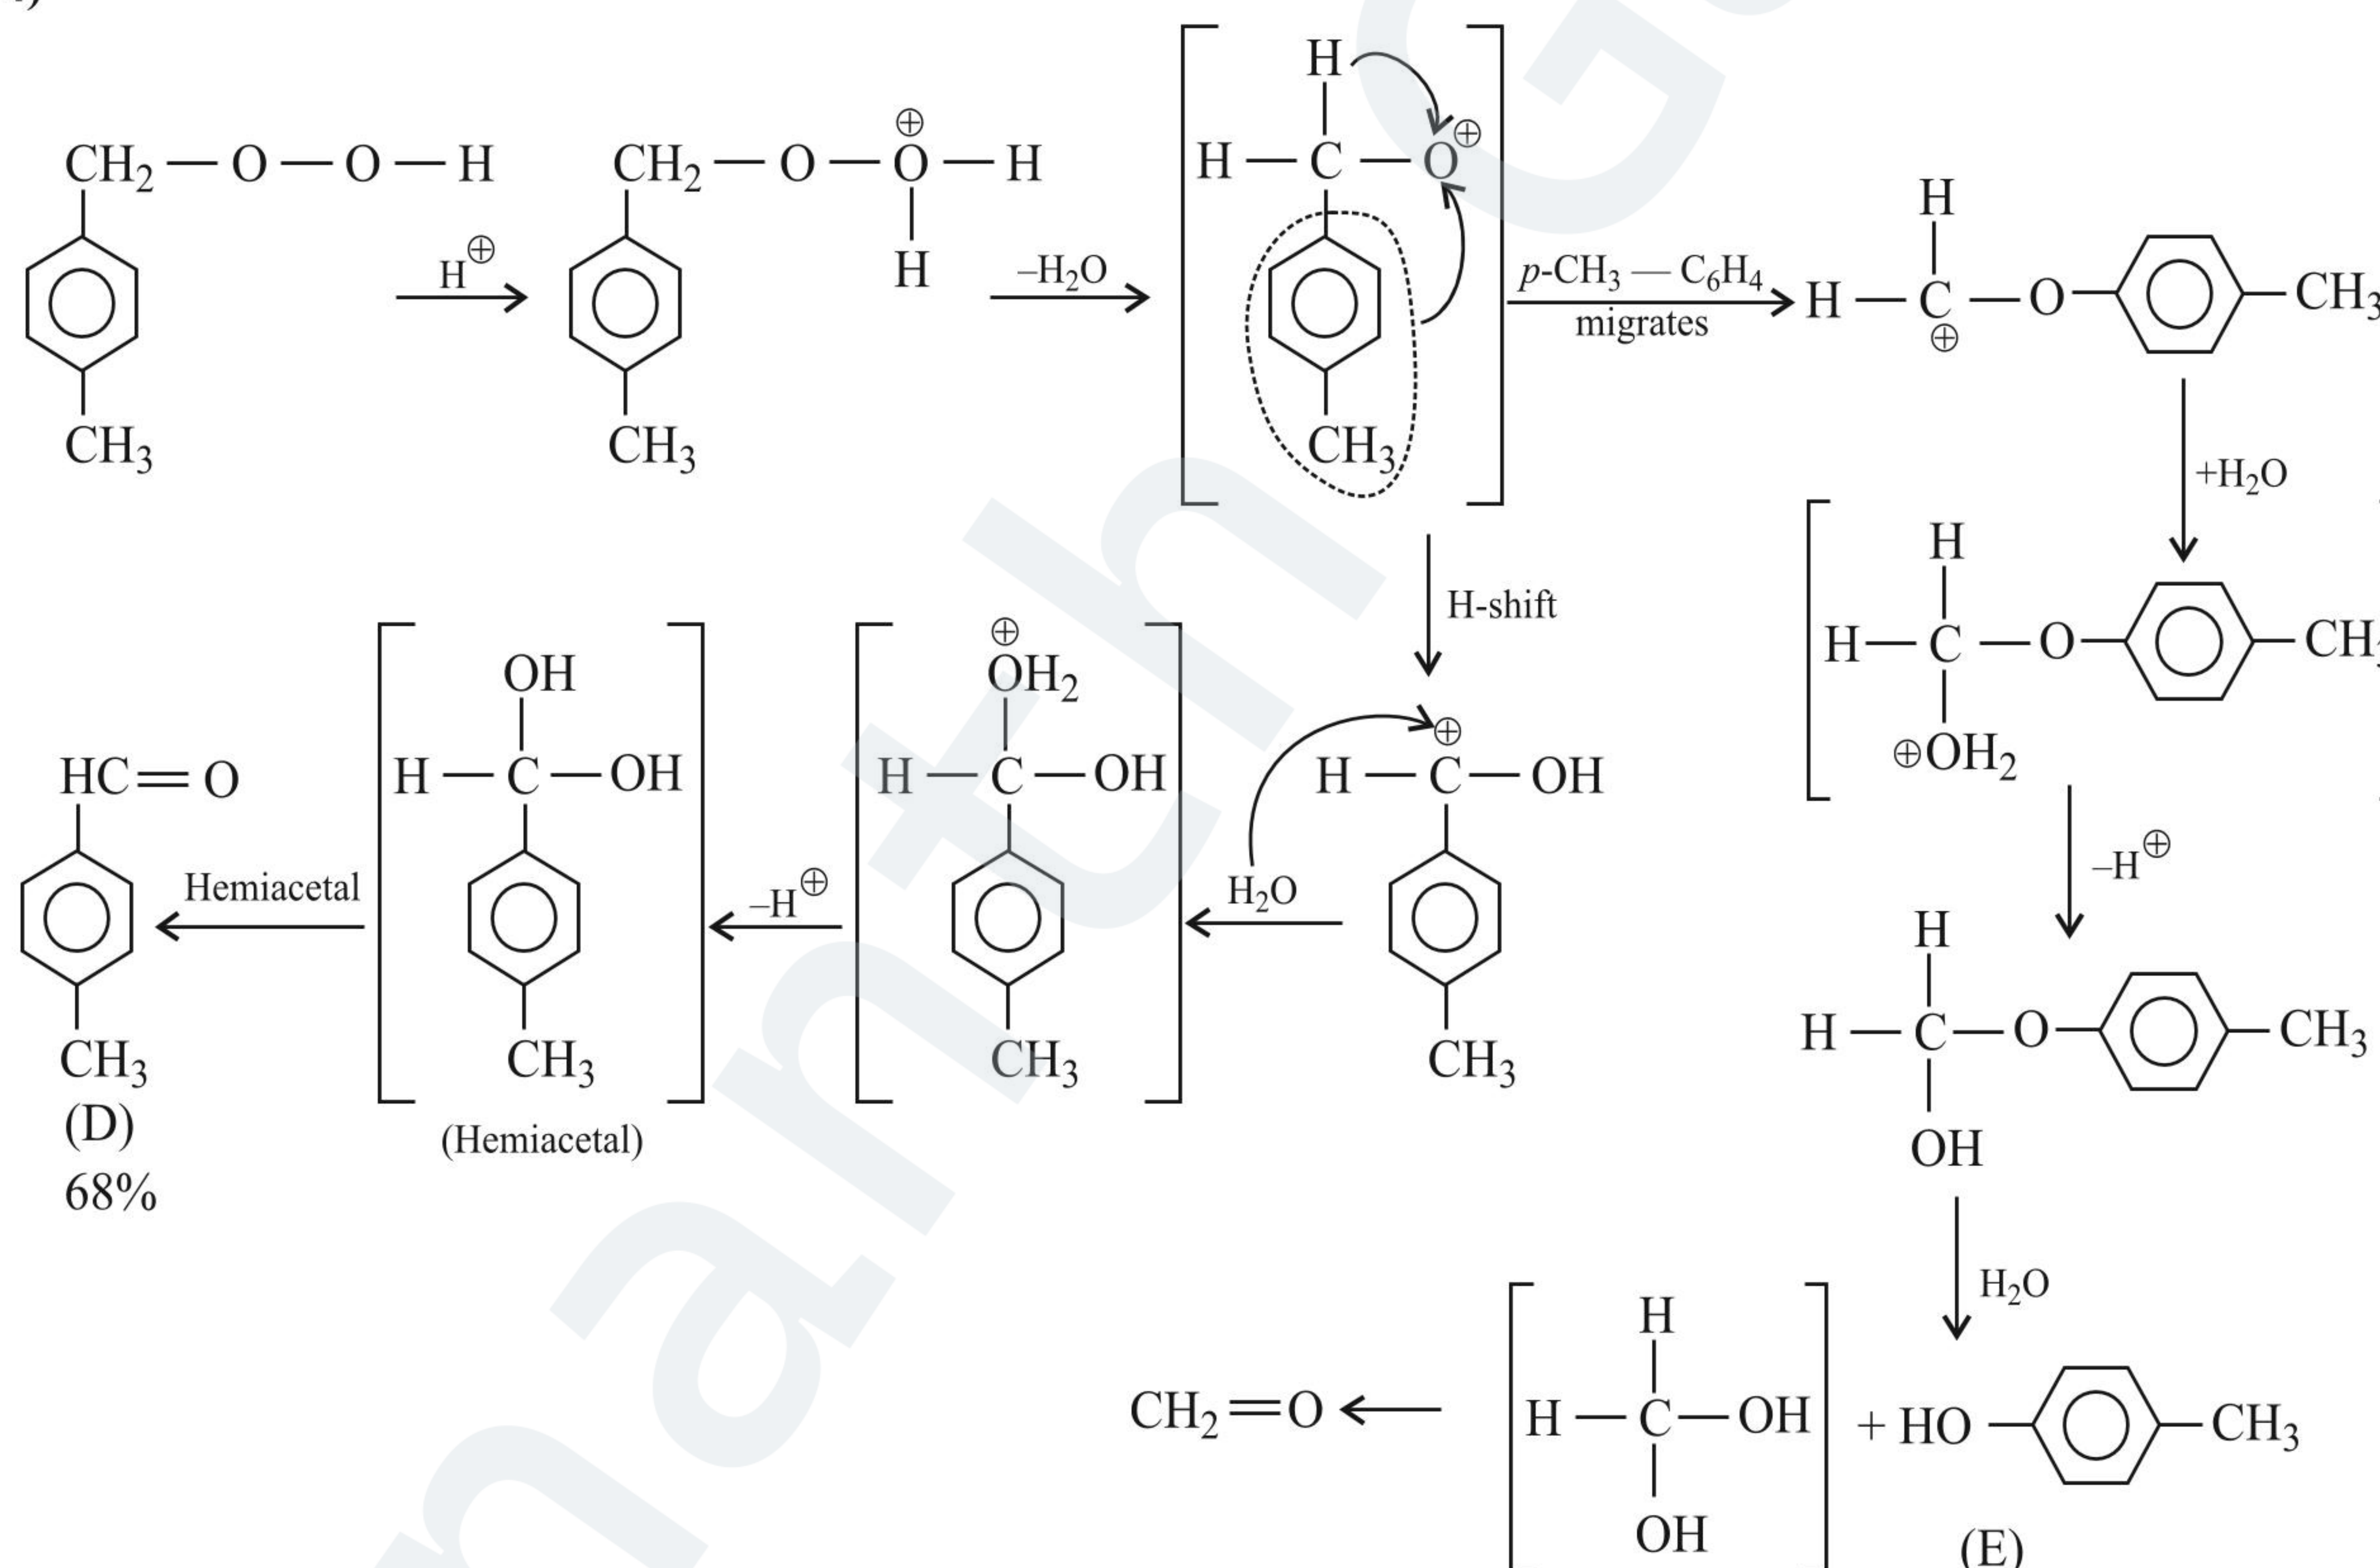 CH₂ — O — O — H
CH₃
H⊕
CH₂ — O — O⊕ — H
H
CH₃
–H₂O
H
H — C — O⊕
CH₃
p-CH₃ — C₆H₄
migrates
H
H — C — O — CH₃
⊕
+H₂O
H
H — C — O — CH
⊕OH₂
–H⊕
H
H — C — O — CH₃
OH
H₂O
H-shift
⊕
H — C — OH
CH₃
H₂O
⊕
OH₂
H — C — OH
CH₃
–H⊕
OH
H — C — OH
CH₃
(Hemiacetal)
Hemiacetal
HC = O
CH₃
(D)
68%
CH₂ = O
H
H — C — OH
OH
+ HO — CH₃
(E)